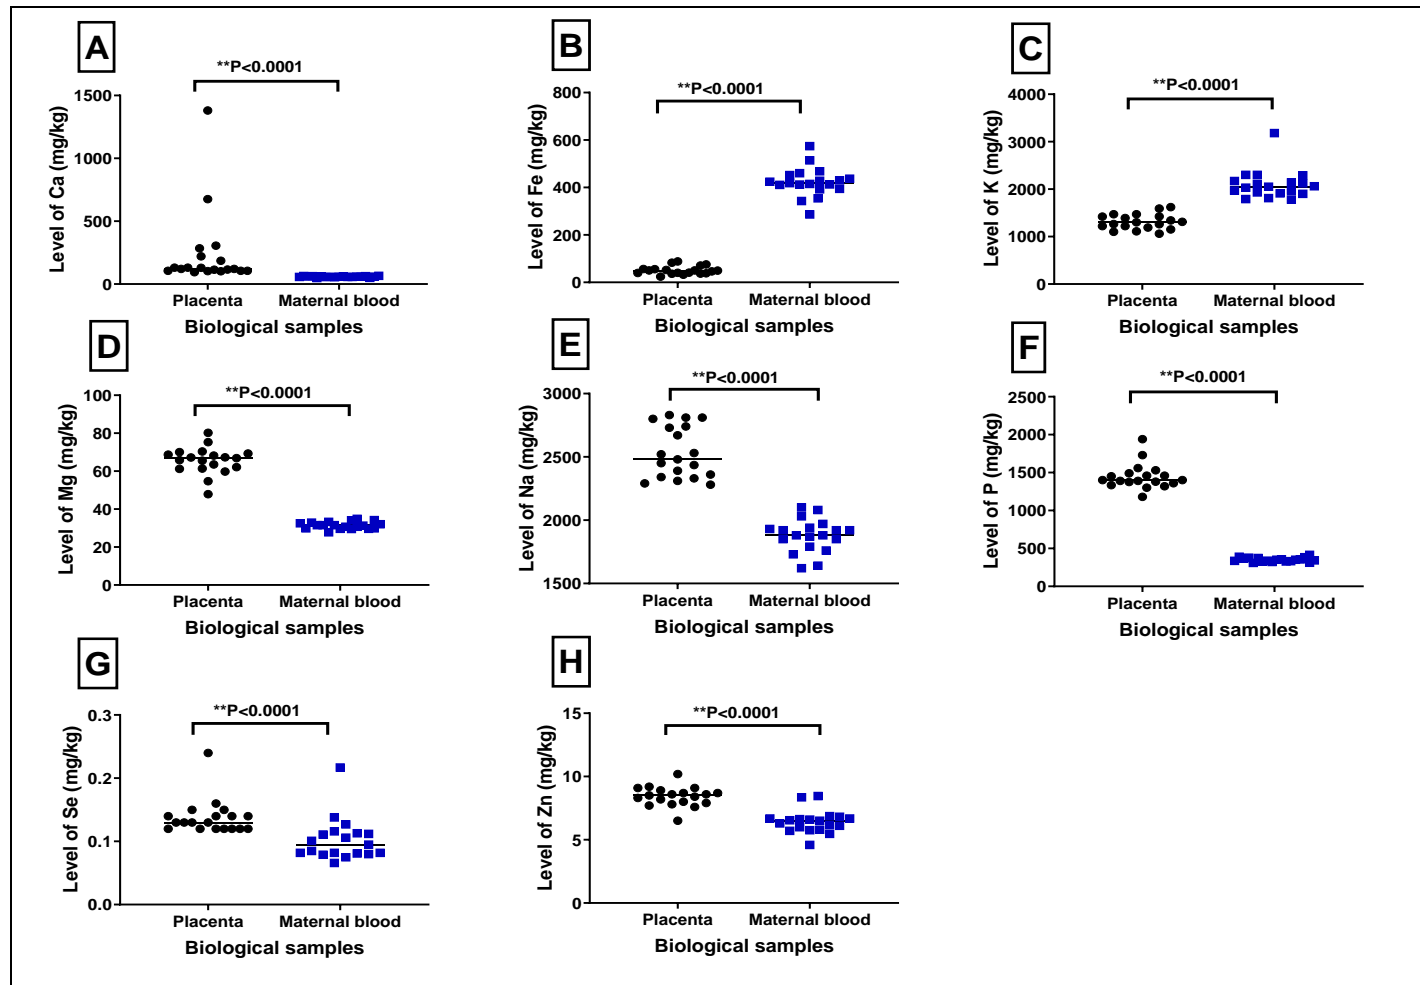 A
**P<0.0001
Level of Ca (mg/kg)
1500
1000
500
0
Placenta Maternal blood
Biological samples
B
**P<0.0001
Level of Fe (mg/kg)
800
600
400
200
0
Placenta Maternal blood
Biological samples
C
**P<0.0001
Level of K (mg/kg)
4000
3000
2000
1000
0
Placenta Maternal blood
Biological samples
D
**P<0.0001
Level of Mg (mg/kg)
100
80
60
40
20
0
Placenta Maternal blood
Biological samples
E
**P<0.0001
Level of Na (mg/kg)
3000
2500
2000
1500
Placenta Maternal blood
Biological samples
F
**P<0.0001
Level of P (mg/kg)
2500
2000
1500
1000
500
0
Placenta Maternal blood
Biological samples
G
**P<0.0001
Level of Se (mg/kg)
0.3
0.2
0.1
0.0
Placenta Maternal blood
Biological samples
H
**P<0.0001
Level of Zn (mg/kg)
15
10
5
0
Placenta Maternal blood
Biological samples